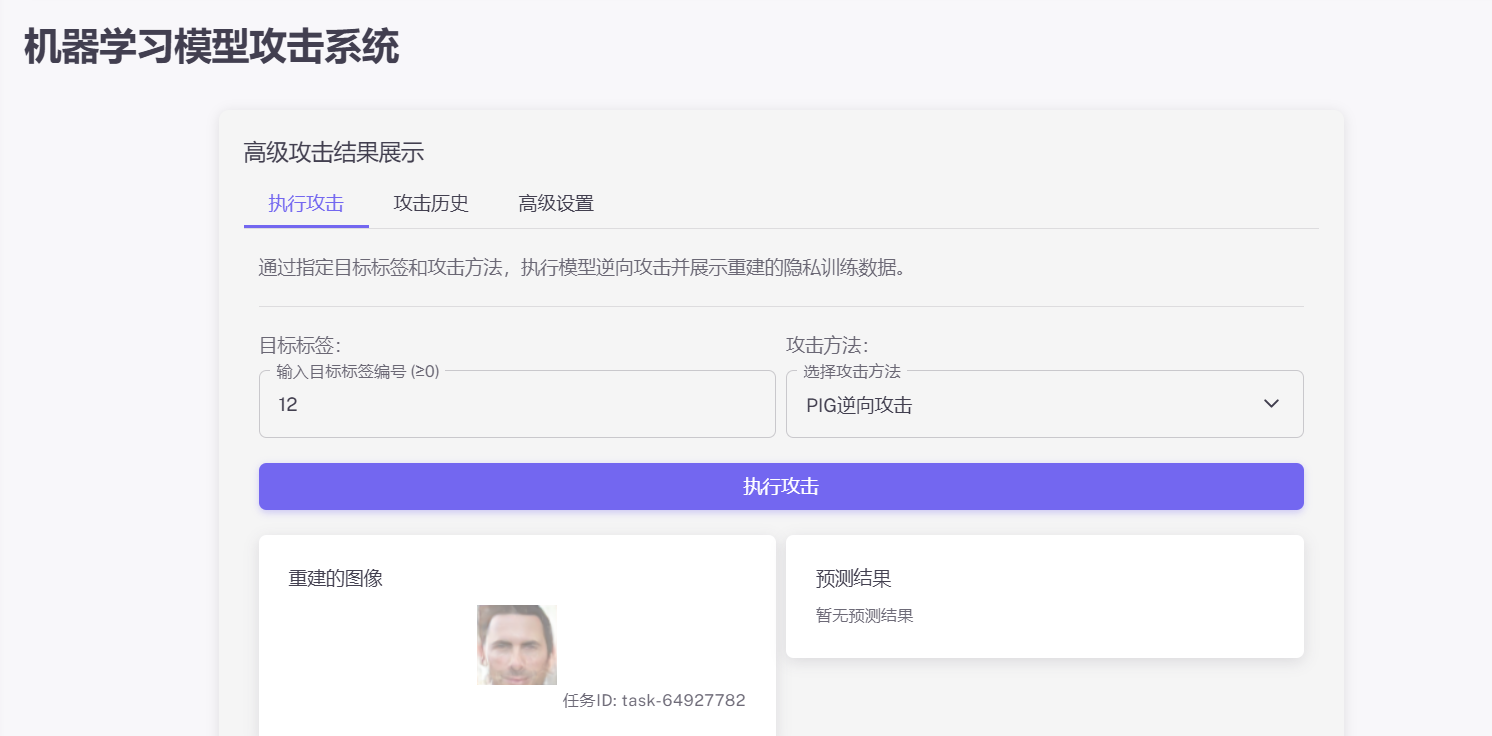 机器学习模型攻击系统
高级攻击结果展示
执行攻击 攻击历史 高级设置
通过指定目标标签和攻击方法，执行模型逆向攻击并展示重建的隐私训练数据。
目标标签： 攻击方法：
输入目标标签编号 (≥0) 选择攻击方法
12 PIG逆向攻击
执行攻击
重建的图像 预测结果
暂无预测结果
任务ID: task-64927782